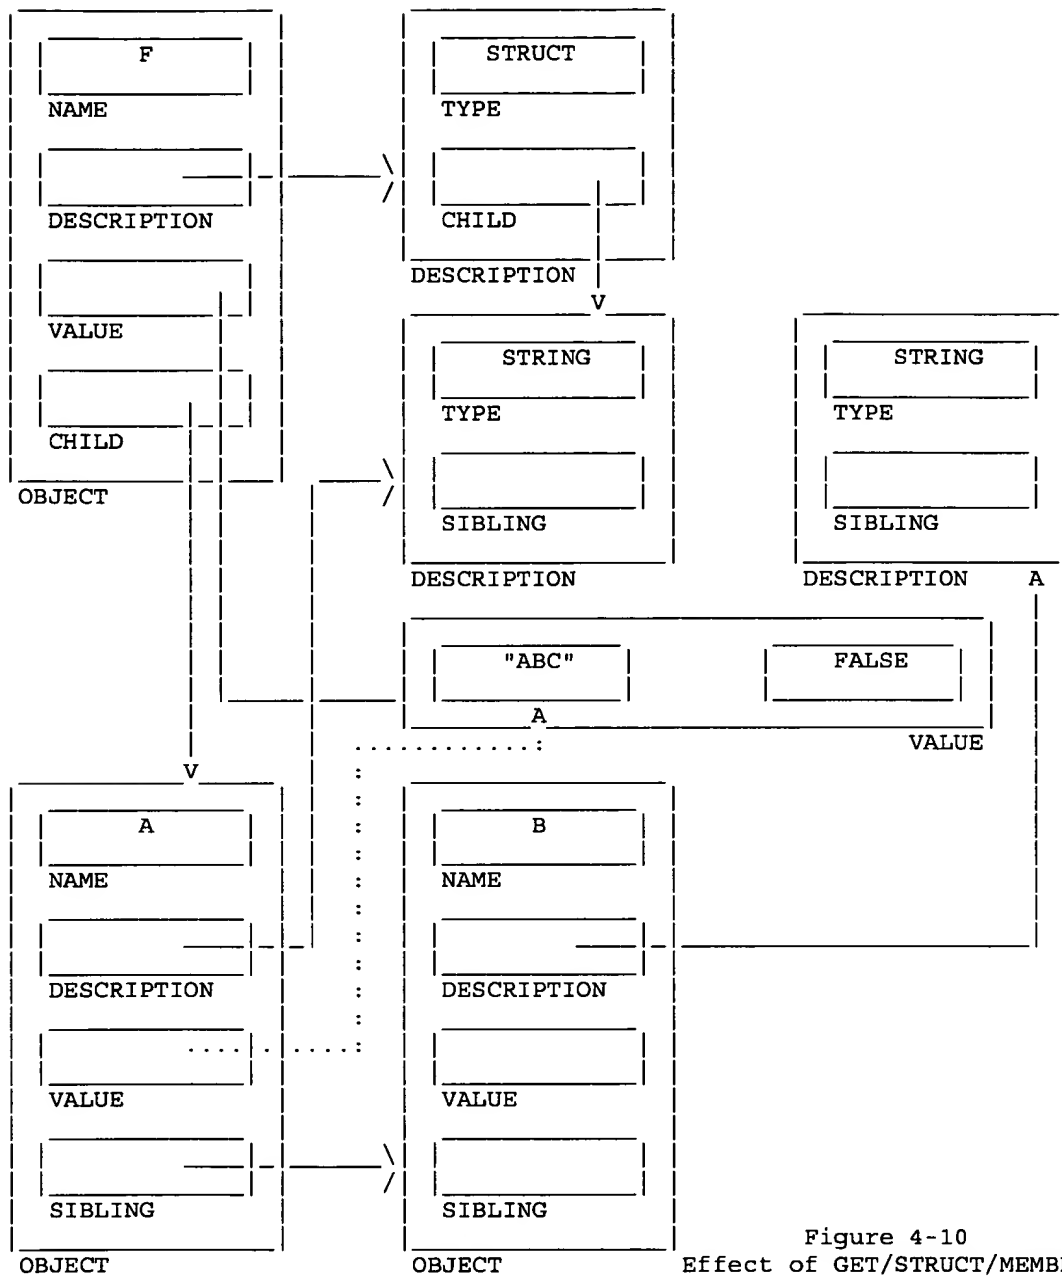 F STRUCT
NAME TYPE
DESCRIPTION CHILD
DESCRIPTION
VALUE V
STRING STRING
CHILD TYPE TYPE
OBJECT
SIBLING SIBLING
DESCRIPTION DESCRIPTION A
"ABC" FALSE
A
VALUE
V
A B
NAME NAME
DESCRIPTION DESCRIPTION
VALUE VALUE
SIBLING SIBLING
Figure 4-10
OBJECT OBJECT Effect of GET/STRUCT/MEMB